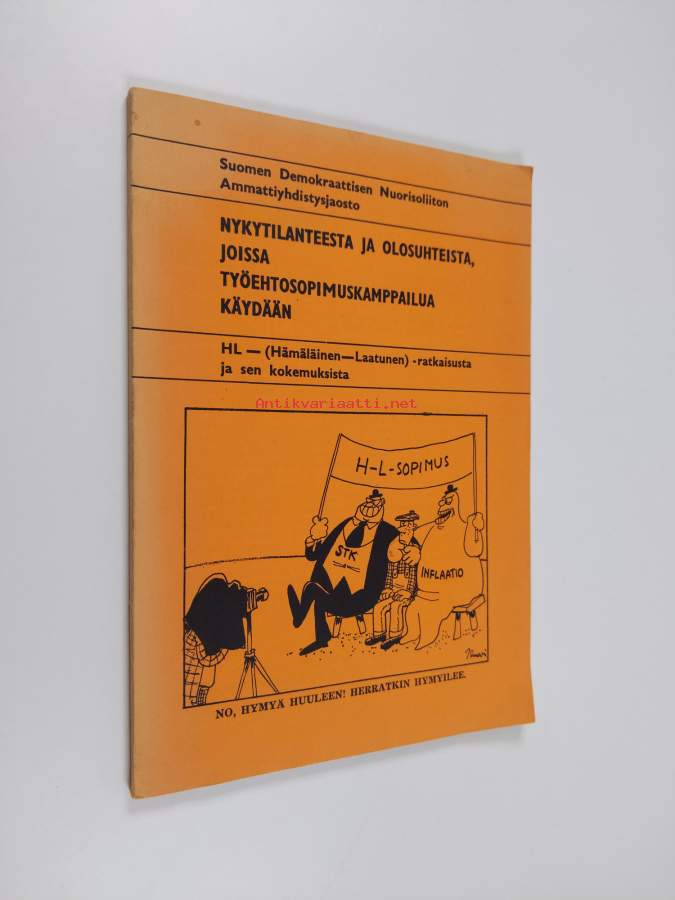 Suomen Demokraattisen Nuorisoliiton
Ammattiyhdistysjaosto
NYKYTILANTEESTA JA OLOSUHTEISTA,
JOISSA
TYÖEHTOSOPIMUSKAMPPAILUA
KÄYDÄÄN
HL — (Hämäläinen—Laatunen) -ratkaisusta
ja sen kokemuksista
Antikvariaatti.net
H-L-SOPIMUS
STK
INFLAATIO
NO, HYMYÄ HUULEEN! HERRATKIN HYMYILEE.